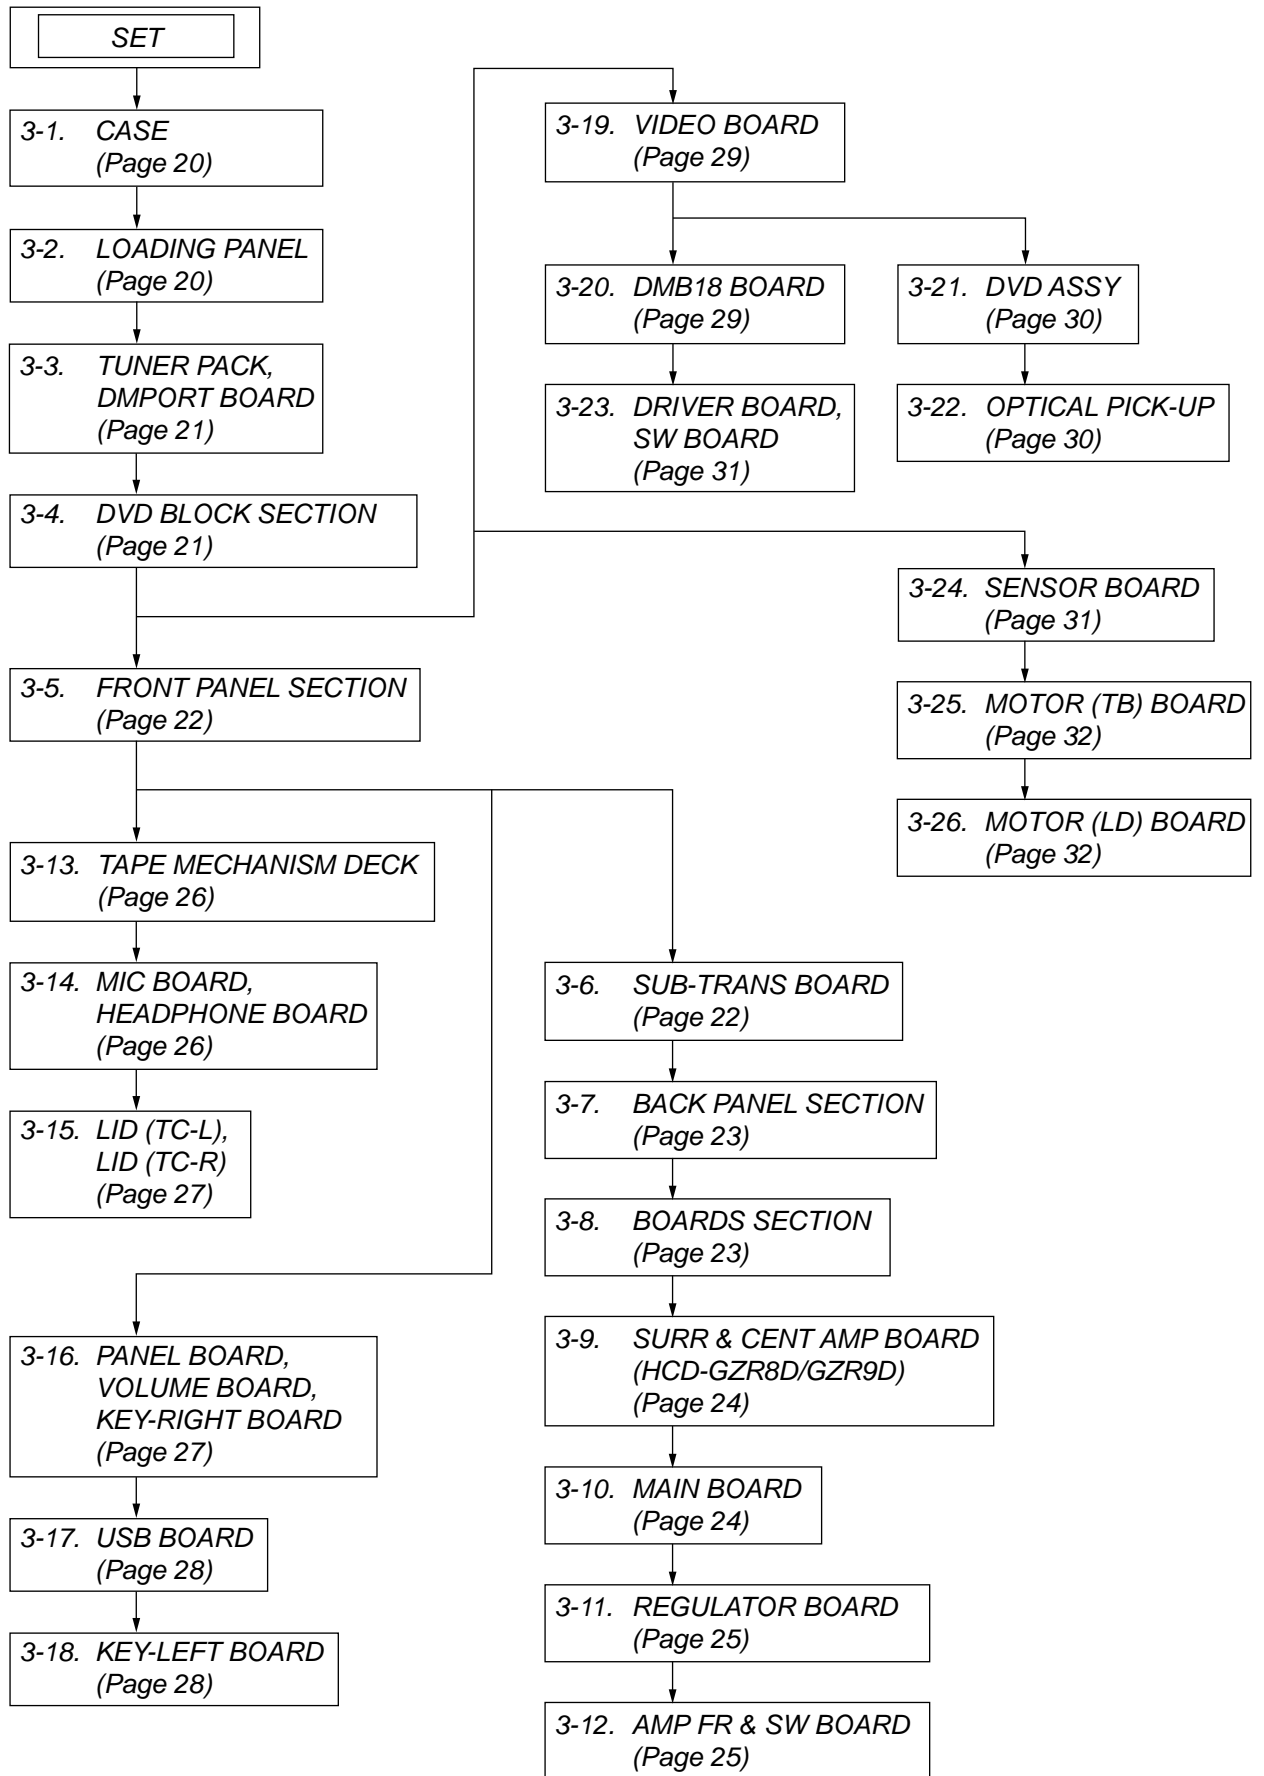 SET
3-1. CASE
(Page 20)
3-2. LOADING PANEL
(Page 20)
3-3. TUNER PACK,
DMPORT BOARD
(Page 21)
3-4. DVD BLOCK SECTION
(Page 21)
3-5. FRONT PANEL SECTION
(Page 22)
3-13. TAPE MECHANISM DECK
(Page 26)
3-14. MIC BOARD,
HEADPHONE BOARD
(Page 26)
3-15. LID (TC-L),
LID (TC-R)
(Page 27)
3-16. PANEL BOARD,
VOLUME BOARD,
KEY-RIGHT BOARD
(Page 27)
3-17. USB BOARD
(Page 28)
3-18. KEY-LEFT BOARD
(Page 28)
3-19. VIDEO BOARD
(Page 29)
3-20. DMB18 BOARD
(Page 29)
3-23. DRIVER BOARD,
SW BOARD
(Page 31)
3-21. DVD ASSY
(Page 30)
3-22. OPTICAL PICK-UP
(Page 30)
3-24. SENSOR BOARD
(Page 31)
3-25. MOTOR (TB) BOARD
(Page 32)
3-26. MOTOR (LD) BOARD
(Page 32)
3-6. SUB-TRANS BOARD
(Page 22)
3-7. BACK PANEL SECTION
(Page 23)
3-8. BOARDS SECTION
(Page 23)
3-9. SURR & CENT AMP BOARD
(HCD-GZR8D/GZR9D)
(Page 24)
3-10. MAIN BOARD
(Page 24)
3-11. REGULATOR BOARD
(Page 25)
3-12. AMP FR & SW BOARD
(Page 25)